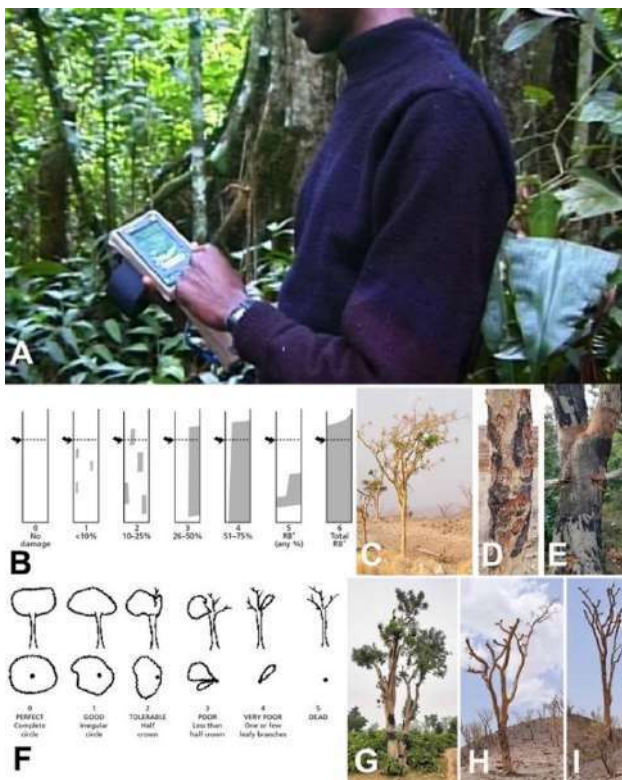 A
0
No
damage
1
<10%
2
10–25%
3
26–50%
4
51–75%
5
RB*
(any %)
6
Total
RB*
B
C
D
E
0
PERFECT
Complete
circle
1
GOOD
Irregular
circle
2
TOLERABLE
Half
crown
3
POOR
Less than
half crown
4
VERY POOR
One or few
leafy branches
5
DEAD
F
G
H
I